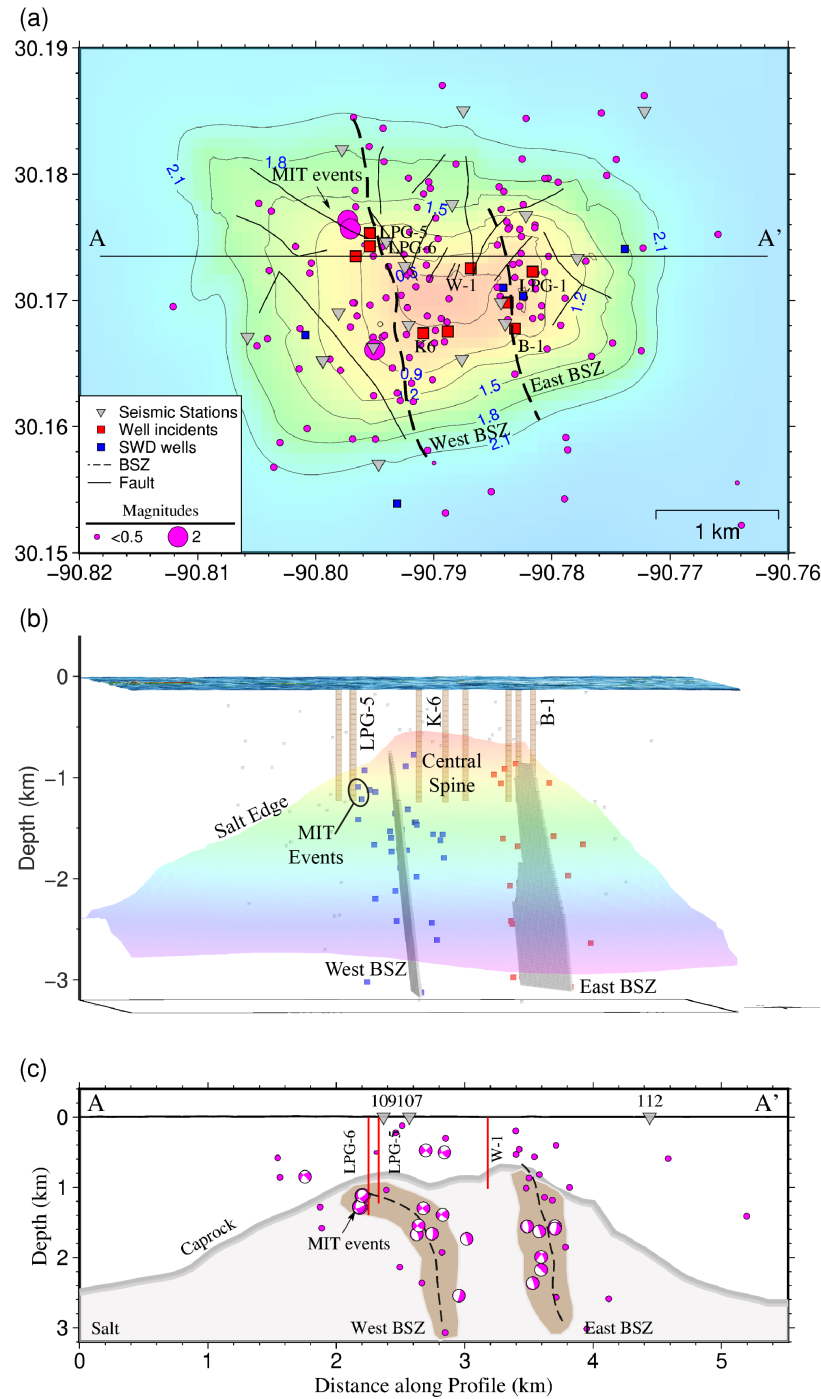 (a)
30.19
30.18
30.17
30.16
30.15
−90.82
−90.81
−90.80
−90.79
−90.78
−90.77
−90.76
2.1
1.8
MIT events
1.5
A
LPG-5
LPG-6
0.6
W-1
LPG-1
2.1
A'
1.2
K6
B-1
0.9
2
1.5
East BSZ
1.8
West BSZ
2.1
Seismic Stations
Well incidents
SWD wells
BSZ
Fault
Magnitudes
<0.5
2
1 km
(b)
0
−1
−2
−3
Depth (km)
LPG-5
K-6
B-1
Central
Spine
Salt Edge
MIT
Events
West BSZ
East BSZ
(c)
A
109107
112
A'
0
1
2
3
Depth (km)
LPG-6
LPG-5
W-1
Caprock
MIT events
Salt
West BSZ
East BSZ
0
1
2
3
4
5
Distance along Profile (km)